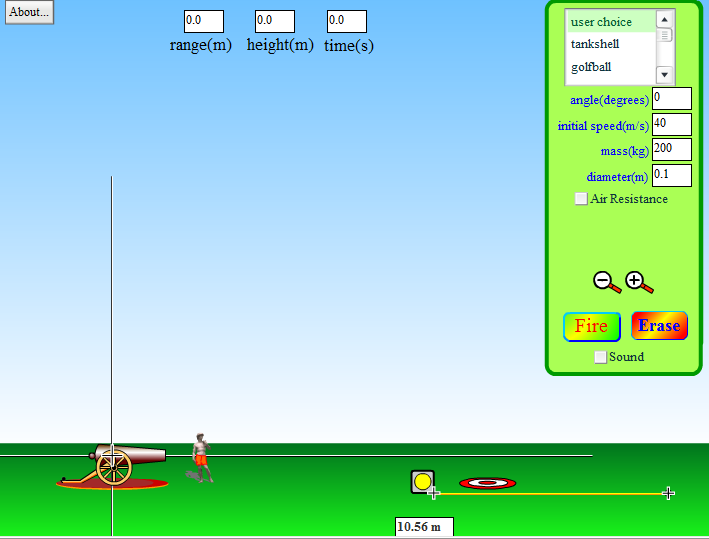 About...
0.0 0.0 0.0
range(m) height(m) time(s)
user choice
tankshell
golfball
angle(degrees) 0
initial speed(m/s) 40
mass(kg) 200
diameter(m) 0.1
Air Resistance
Fire Erase
Sound
10.56 m